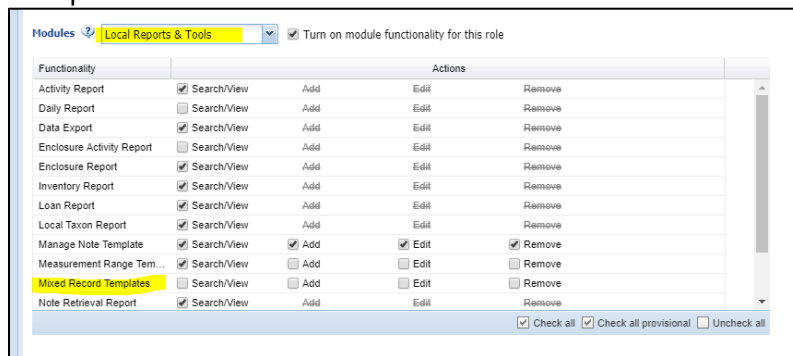 Modules Local Reports & Tools Turn on module functionality for this role
Functionality Actions
Activity Report Search/View Add Edit Remove
Daily Report Search/View Add Edit Remove
Data Export Search/View Add Edit Remove
Enclosure Activity Report Search/View Add Edit Remove
Enclosure Report Search/View Add Edit Remove
Inventory Report Search/View Add Edit Remove
Loan Report Search/View Add Edit Remove
Local Taxon Report Search/View Add Edit Remove
Manage Note Template Search/View Add Edit Remove
Measurement Range Tem... Search/View Add Edit Remove
Mixed Record Templates Search/View Add Edit Remove
Note Retrieval Report Search/View Add Edit Remove
Check all Check all provisional Uncheck all